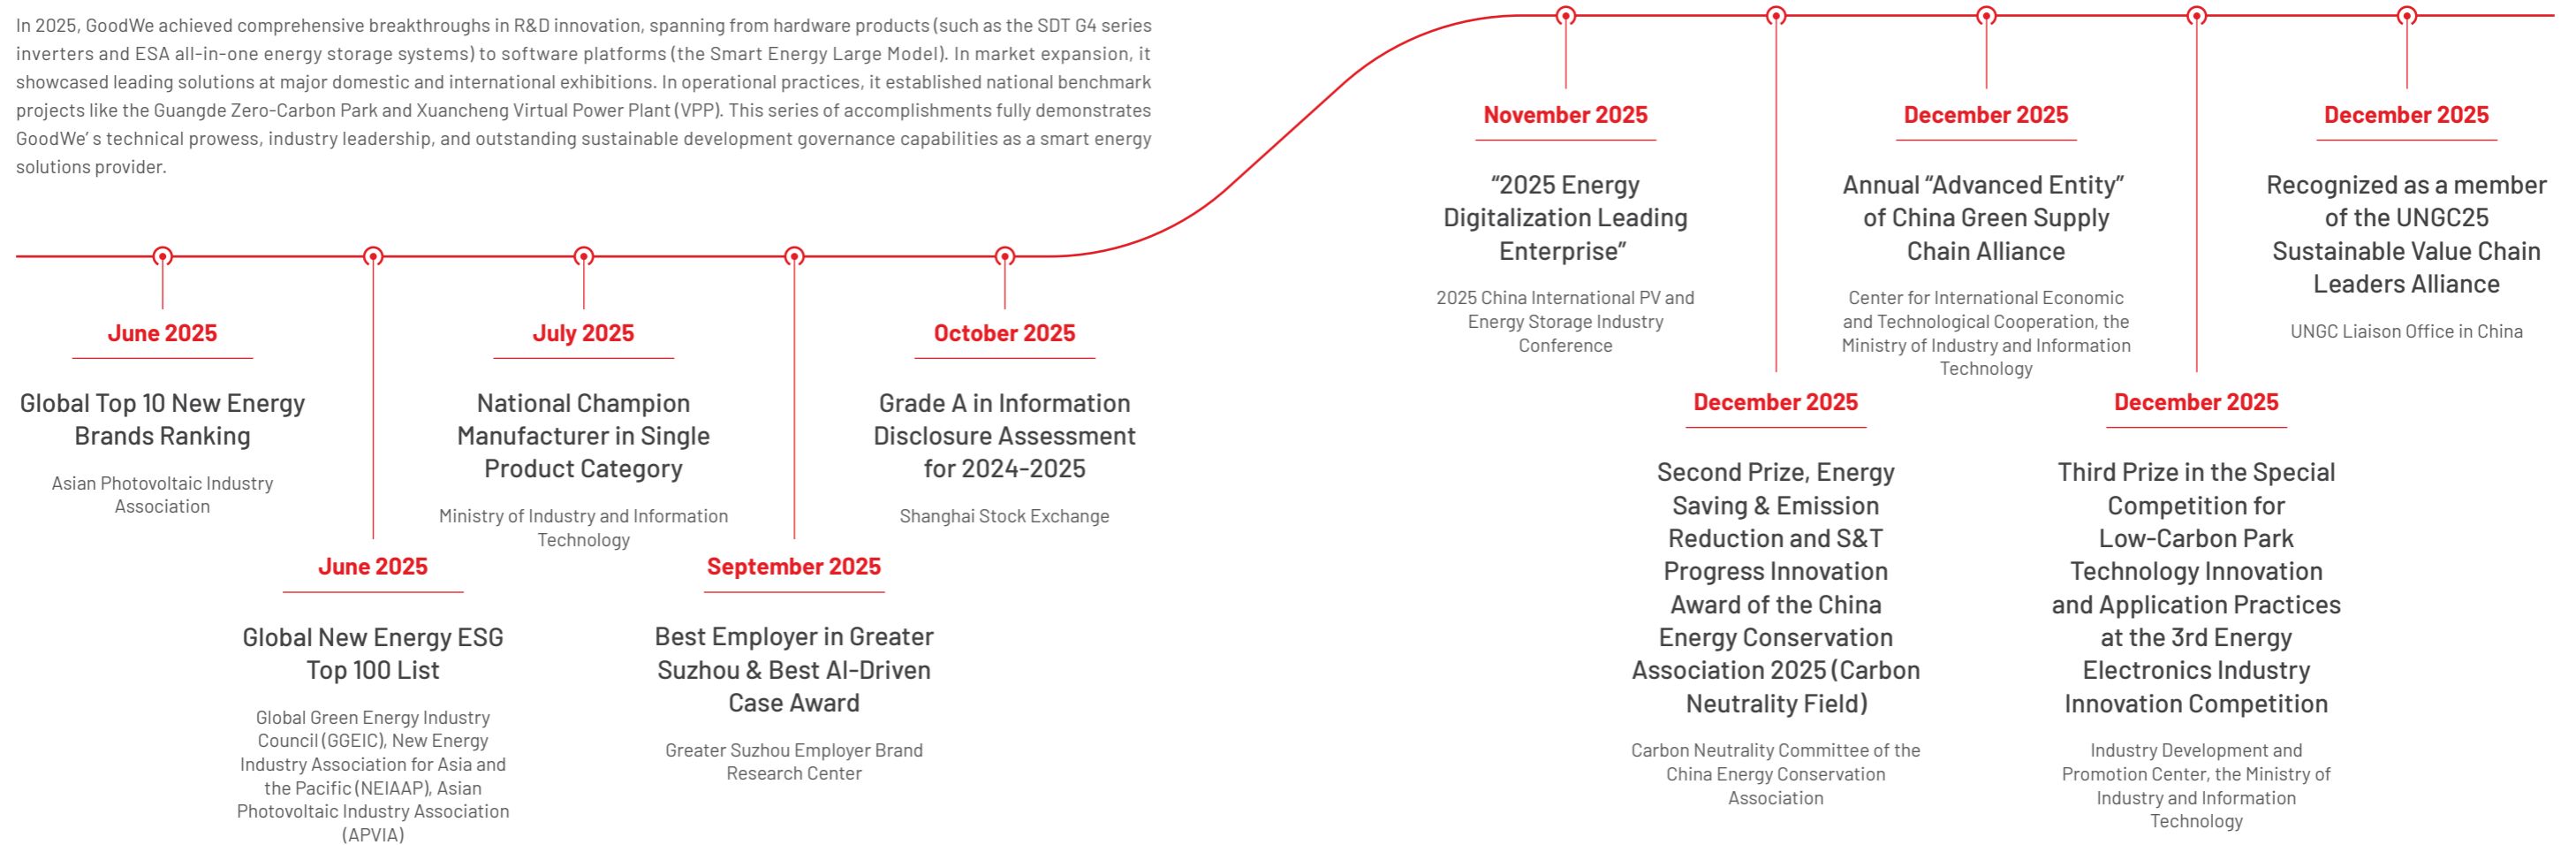 In 2025, GoodWe achieved comprehensive breakthroughs in R&D innovation, spanning from hardware products (such as the SDT G4 series
inverters and ESA all-in-one energy storage systems) to software platforms (the Smart Energy Large Model). In market expansion, it
showcased leading solutions at major domestic and international exhibitions. In operational practices, it established national benchmark
projects like the Guangde Zero-Carbon Park and Xuancheng Virtual Power Plant (VPP). This series of accomplishments fully demonstrates
GoodWe’ s technical prowess, industry leadership, and outstanding sustainable development governance capabilities as a smart energy
solutions provider.
June 2025
Global Top 10 New Energy
Brands Ranking
Asian Photovoltaic Industry
Association
June 2025
Global New Energy ESG
Top 100 List
Global Green Energy Industry
Council (GGEIC), New Energy
Industry Association for Asia and
the Pacific (NEIAAP), Asian
Photovoltaic Industry Association
(APVIA)
July 2025
National Champion
Manufacturer in Single
Product Category
Ministry of Industry and Information
Technology
September 2025
Best Employer in Greater
Suzhou & Best AI-Driven
Case Award
Greater Suzhou Employer Brand
Research Center
October 2025
Grade A in Information
Disclosure Assessment
for 2024-2025
Shanghai Stock Exchange
November 2025
“2025 Energy
Digitalization Leading
Enterprise”
2025 China International PV and
Energy Storage Industry
Conference
December 2025
Second Prize, Energy
Saving & Emission
Reduction and S&T
Progress Innovation
Award of the China
Energy Conservation
Association 2025 (Carbon
Neutrality Field)
Carbon Neutrality Committee of the
China Energy Conservation
Association
December 2025
Annual “Advanced Entity”
of China Green Supply
Chain Alliance
Center for International Economic
and Technological Cooperation, the
Ministry of Industry and Information
Technology
December 2025
Third Prize in the Special
Competition for
Low-Carbon Park
Technology Innovation
and Application Practices
at the 3rd Energy
Electronics Industry
Innovation Competition
Industry Development and
Promotion Center, the Ministry of
Industry and Information
Technology
December 2025
Recognized as a member
of the UNGC25
Sustainable Value Chain
Leaders Alliance
UNGC Liaison Office in China